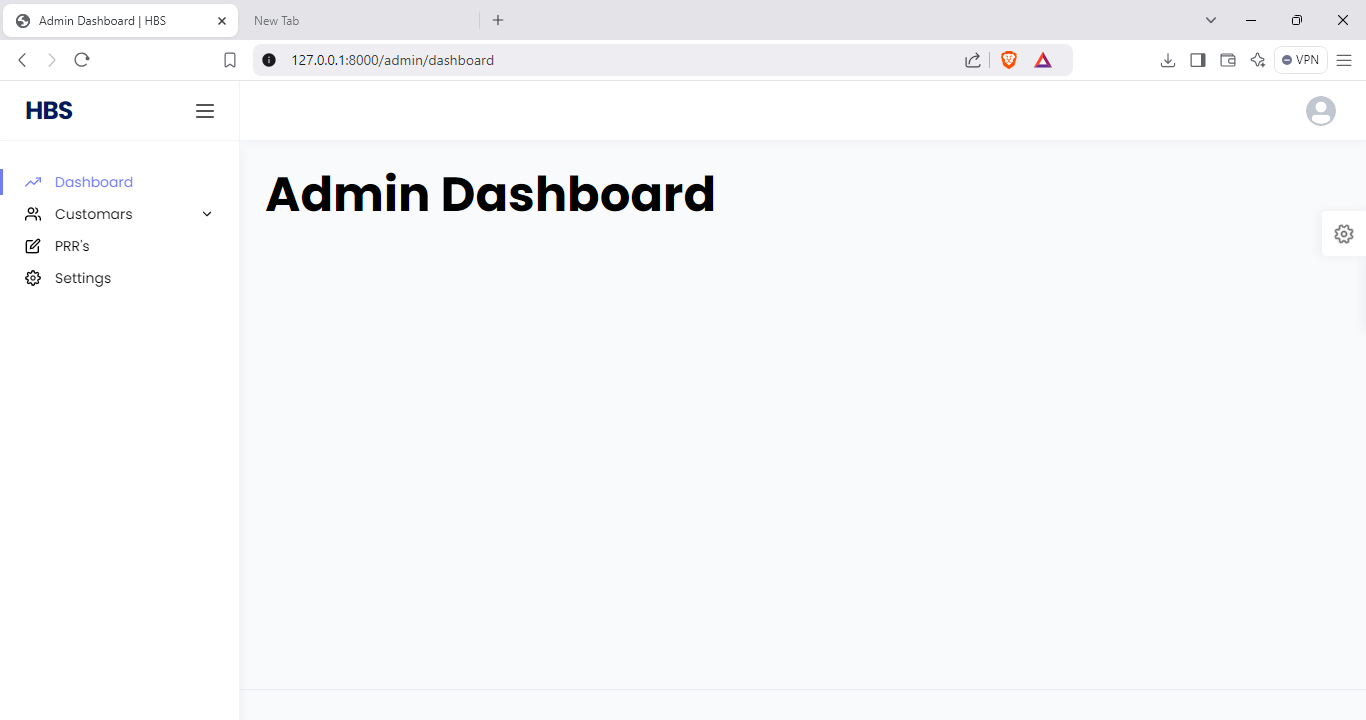 Admin Dashboard | HBS
New Tab
127.0.0.1:8000/admin/dashboard
VPN
HBS
Dashboard
Customars
PRR's
Settings
Admin Dashboard